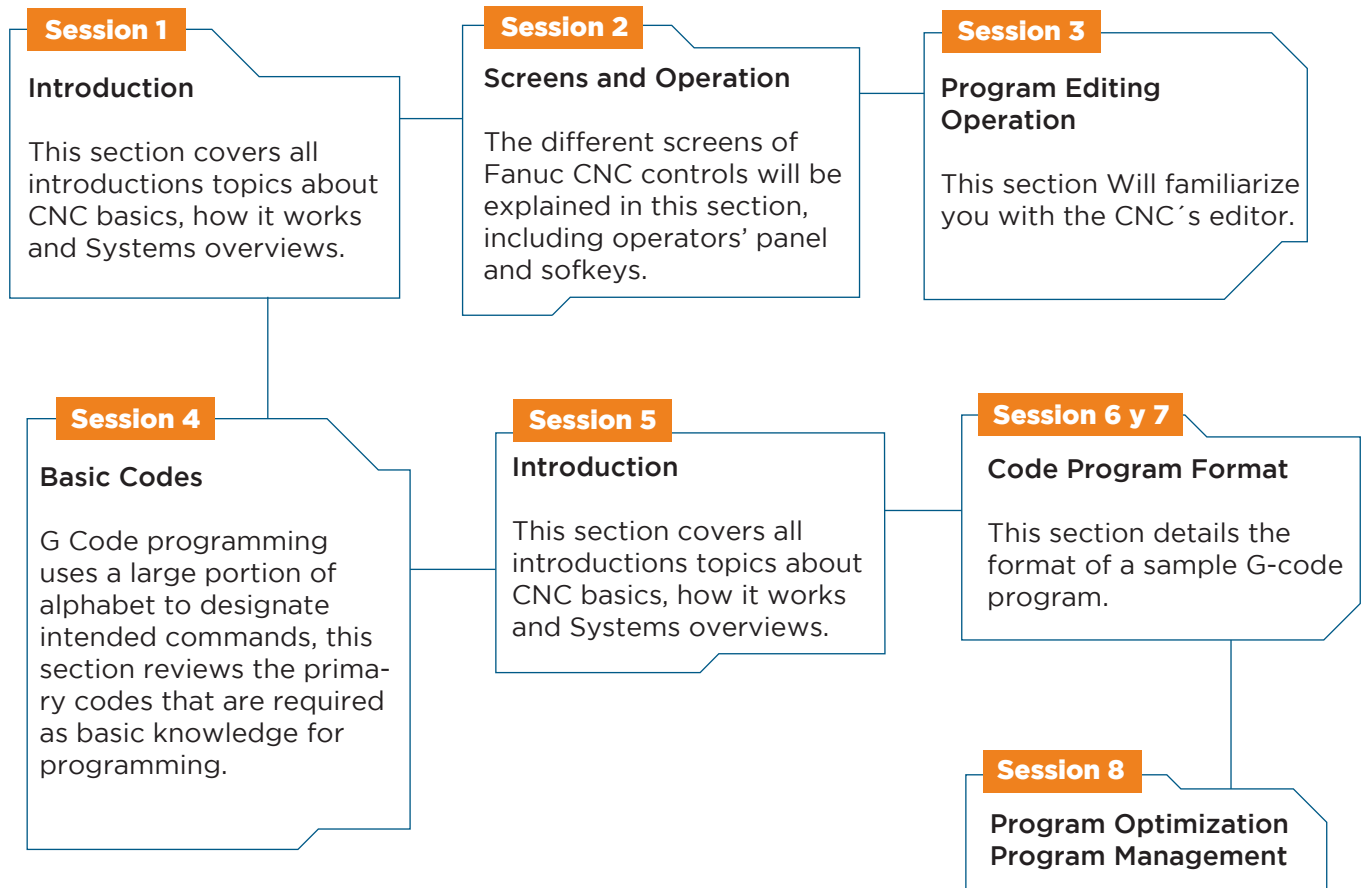 Session 1
Introduction
This section covers all
introductions topics about
CNC basics, how it works
and Systems overviews.
Session 2
Screens and Operation
The different screens of
Fanuc CNC controls will be
explained in this section,
including operators’ panel
and sofkeys.
Session 3
Program Editing
Operation
This section Will familiarize
you with the CNC´s editor.
Session 4
Basic Codes
G Code programming
uses a large portion of
alphabet to designate
intended commands, this
section reviews the prima-
ry codes that are required
as basic knowledge for
programming.
Session 5
Introduction
This section covers all
introductions topics about
CNC basics, how it works
and Systems overviews.
Session 6 y 7
Code Program Format
This section details the
format of a sample G-code
program.
Session 8
Program Optimization
Program Management